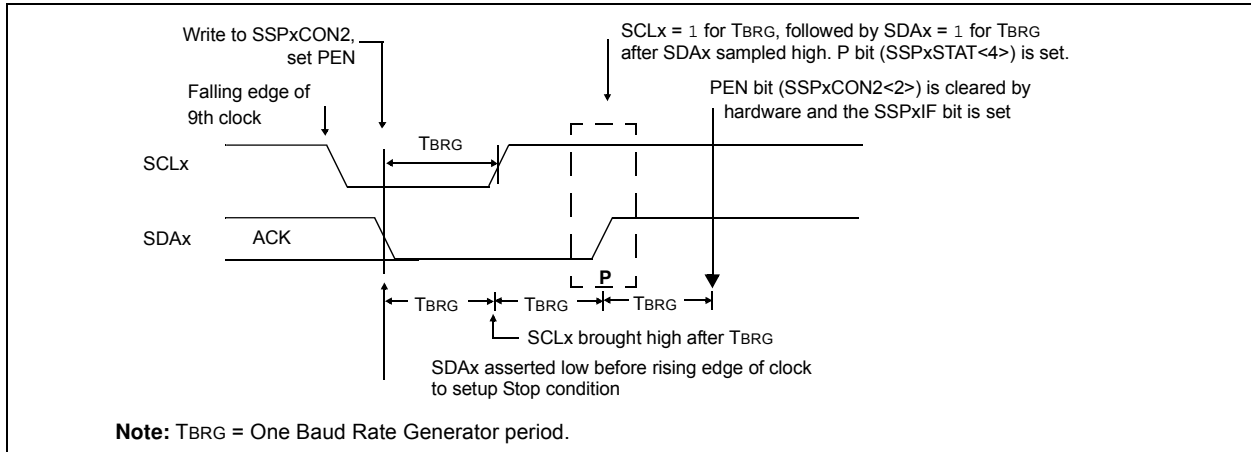 Write to SSPxCON2,
set PEN
SCLx = 1 for TBRG, followed by SDAx = 1 for TBRG
after SDAx sampled high. P bit (SSPxSTAT<4>) is set.
Falling edge of
9th clock
PEN bit (SSPxCON2<2>) is cleared by
hardware and the SSPxIF bit is set
TBRG
SCLx
SDAx
ACK
P
TBRG
TBRG
TBRG
SCLx brought high after TBRG
SDAx asserted low before rising edge of clock
to setup Stop condition
Note: TBRG = One Baud Rate Generator period.